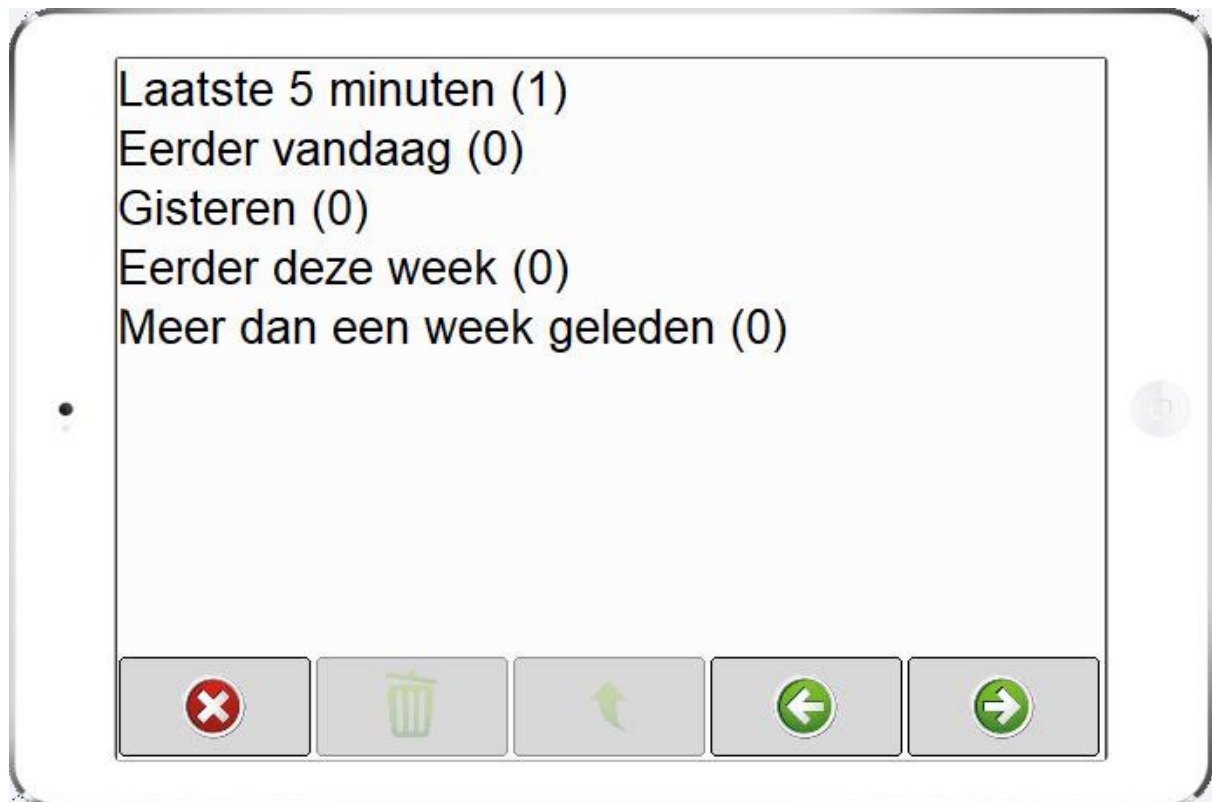 Laatste 5 minuten (1)
Eerder vandaag (0)
Gisteren (0)
Eerder deze week (0)
Meer dan een week geleden (0)